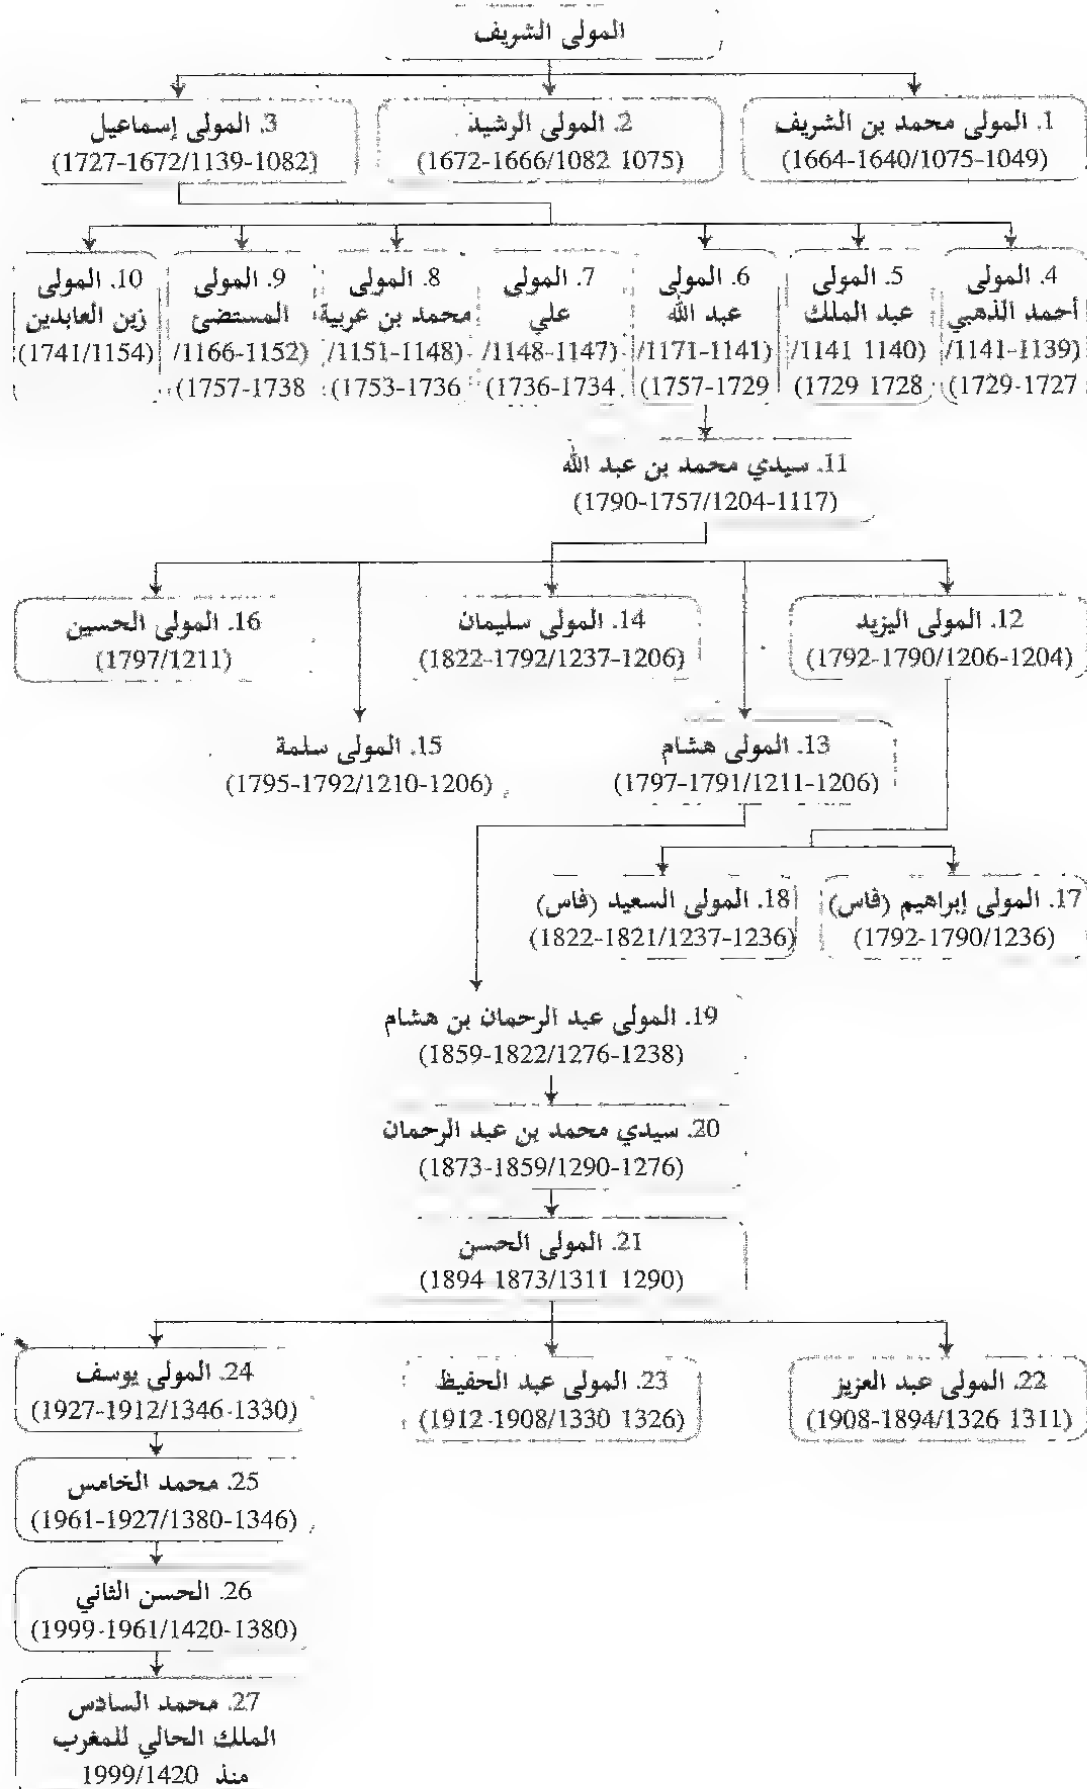 المولى الشريف
1. المولى محمد بن الشريف
(1049-1075/1640-1664)
2. المولى الرشيد
(1075 1082/1666-1672)
3. المولى إسماعيل
(1082-1139/1672-1727)
4. المولى
أحمد الذهبي
(1139-1141/
1727-1729)
5. المولى
عبد الملك
(1140 1141/
1728 1729)
6. المولى
عبد الله
(1141-1171/
1729-1757)
7. المولى
علي
(1147-1148/
1734-1736)
8. المولى
محمد بن عربية
(1148-1151/
1736-1753)
9. المولى
المستضئ
(1152-1166/
1738-1757)
10. المولى
زين العابدين
(1154/1741)
11. سيدي محمد بن عبد الله
(1117-1204/1757-1790)
12. المولى اليزيد
(1204-1206/1790-1792)
14. المولى سليمان
(1206-1237/1792-1822)
16. المولى الحسين
(1211/1797)
13. المولى هشام
(1206-1211/1791-1797)
15. المولى سلمة
(1206-1210/1792-1795)
17. المولى إبراهيم (فاس)
(1236/1790-1792)
18. المولى السعيد (فاس)
(1236-1237/1821-1822)
19. المولى عبد الرحمان بن هشام
(1238-1276/1822-1859)
20. سيدي محمد بن عبد الرحمان
(1276-1290/1859-1873)
21. المولى الحسن
(1290 1311/1873 1894)
22. المولى عبد العزيز
(1311 1326/1894-1908)
23. المولى عبد الحفيظ
(1326 1330/1908-1912)
24. المولى يوسف
(1330-1346/1912-1927)
25. محمد الخامس
(1346-1380/1927-1961)
26. الحسن الثاني
(1380-1420/1961-1999)
27. محمد السادس
الملك الحالي للمغرب
منذ 1420/1999